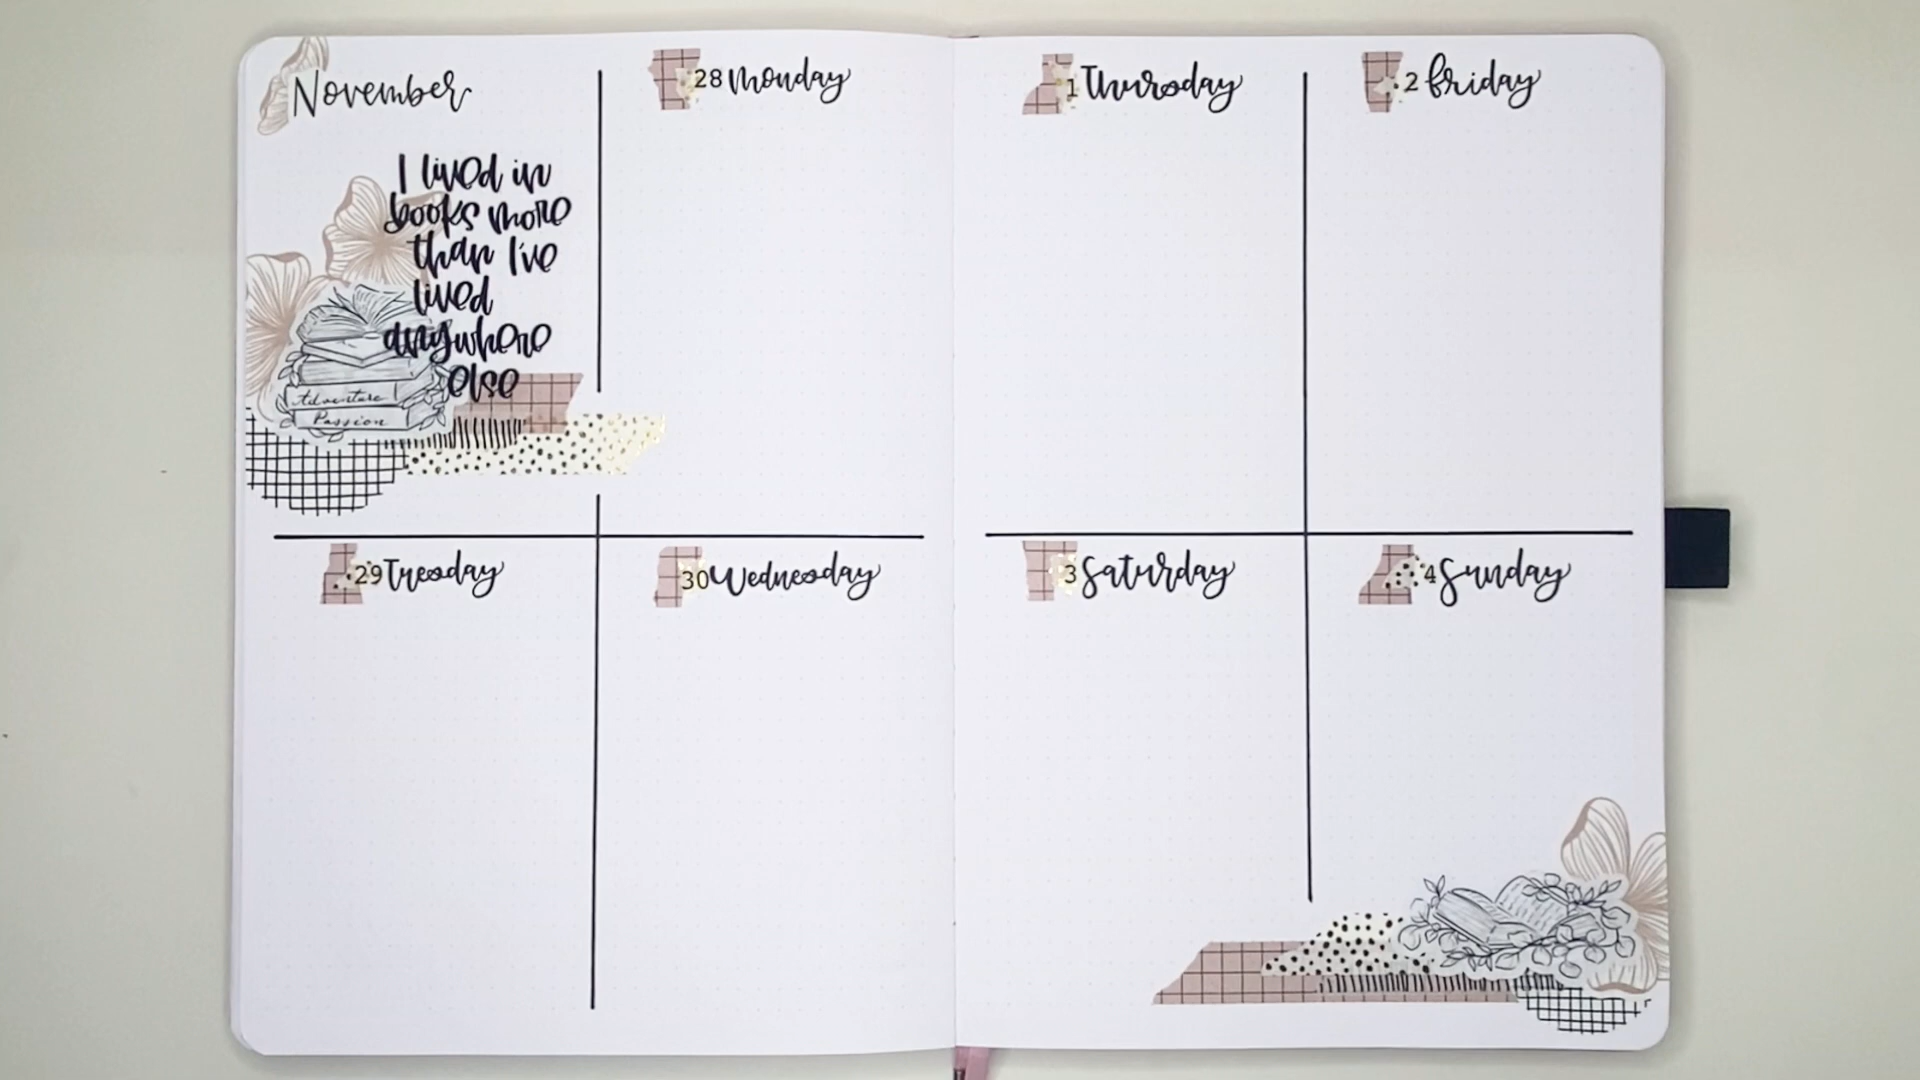 November
I lived in
books more
than I've
lived
anywhere
else
Adventure
Passion
28 Monday
29 Tuesday
30 Wednesday
1 Thursday
2 Friday
3 Saturday
4 Sunday